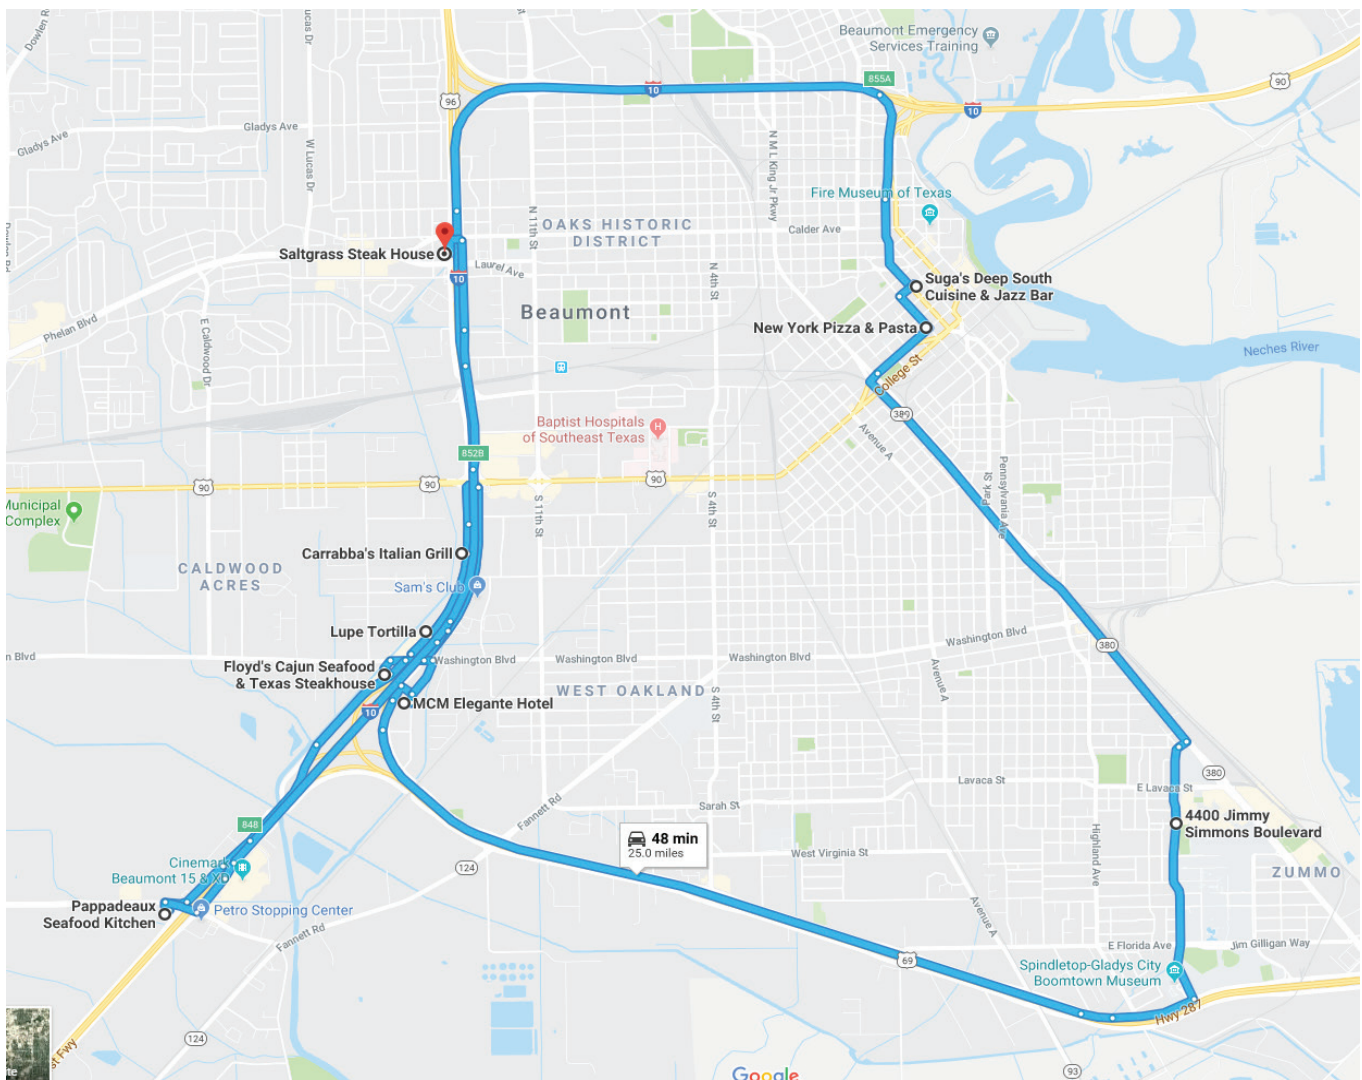 Beaumont Emergency
Services Training
Dowlen R
Lucas Dr
855A
10
90
96
10
Gladys Ave
Gladys Ave
W Lucas Dr
N M L King Jr Pkwy
Fire Museum of Texas
N 11th St
OAKS HISTORIC
DISTRICT
Calder Ave
Saltgrass Steak House
Laurel Ave
10
N 4th St
Suga's Deep South
Cuisine & Jazz Bar
Beaumont
New York Pizza & Pasta
Phelan Blvd
E Caldwood Dr
Neches River
College St
380
Baptist Hospitals
of Southeast Texas
Avenue A
852B
90
90
90
Park St
Pennsylvania Ave
S 11th St
S 4th St
Municipal
Complex
Carrabba's Italian Grill
CALDWOOD
ACRES
Sam's Club
Lupe Tortilla
Washington Blvd
n Blvd
Washington Blvd
Washington Blvd
Washington Blvd
380
Floyd's Cajun Seafood
& Texas Steakhouse
Avenue A
WEST OAKLAND
S 4th St
MCM Elegante Hotel
10
380
Lavaca St
E Lavaca St
Fannett Rd
Sarah St
4400 Jimmy
Simmons Boulevard
848
48 min
25.0 miles
Highland Ave
West Virginia St
Cinemark
Beaumont 15 & XD
124
ZUMMO
Pappadeaux
Seafood Kitchen
Petro Stopping Center
Fannett Rd
Avenue A
E Florida Ave
Jim Gilligan Way
69
Spindletop-Gladys City
Boomtown Museum
Hwy 287
124
st Fwy
93
Google